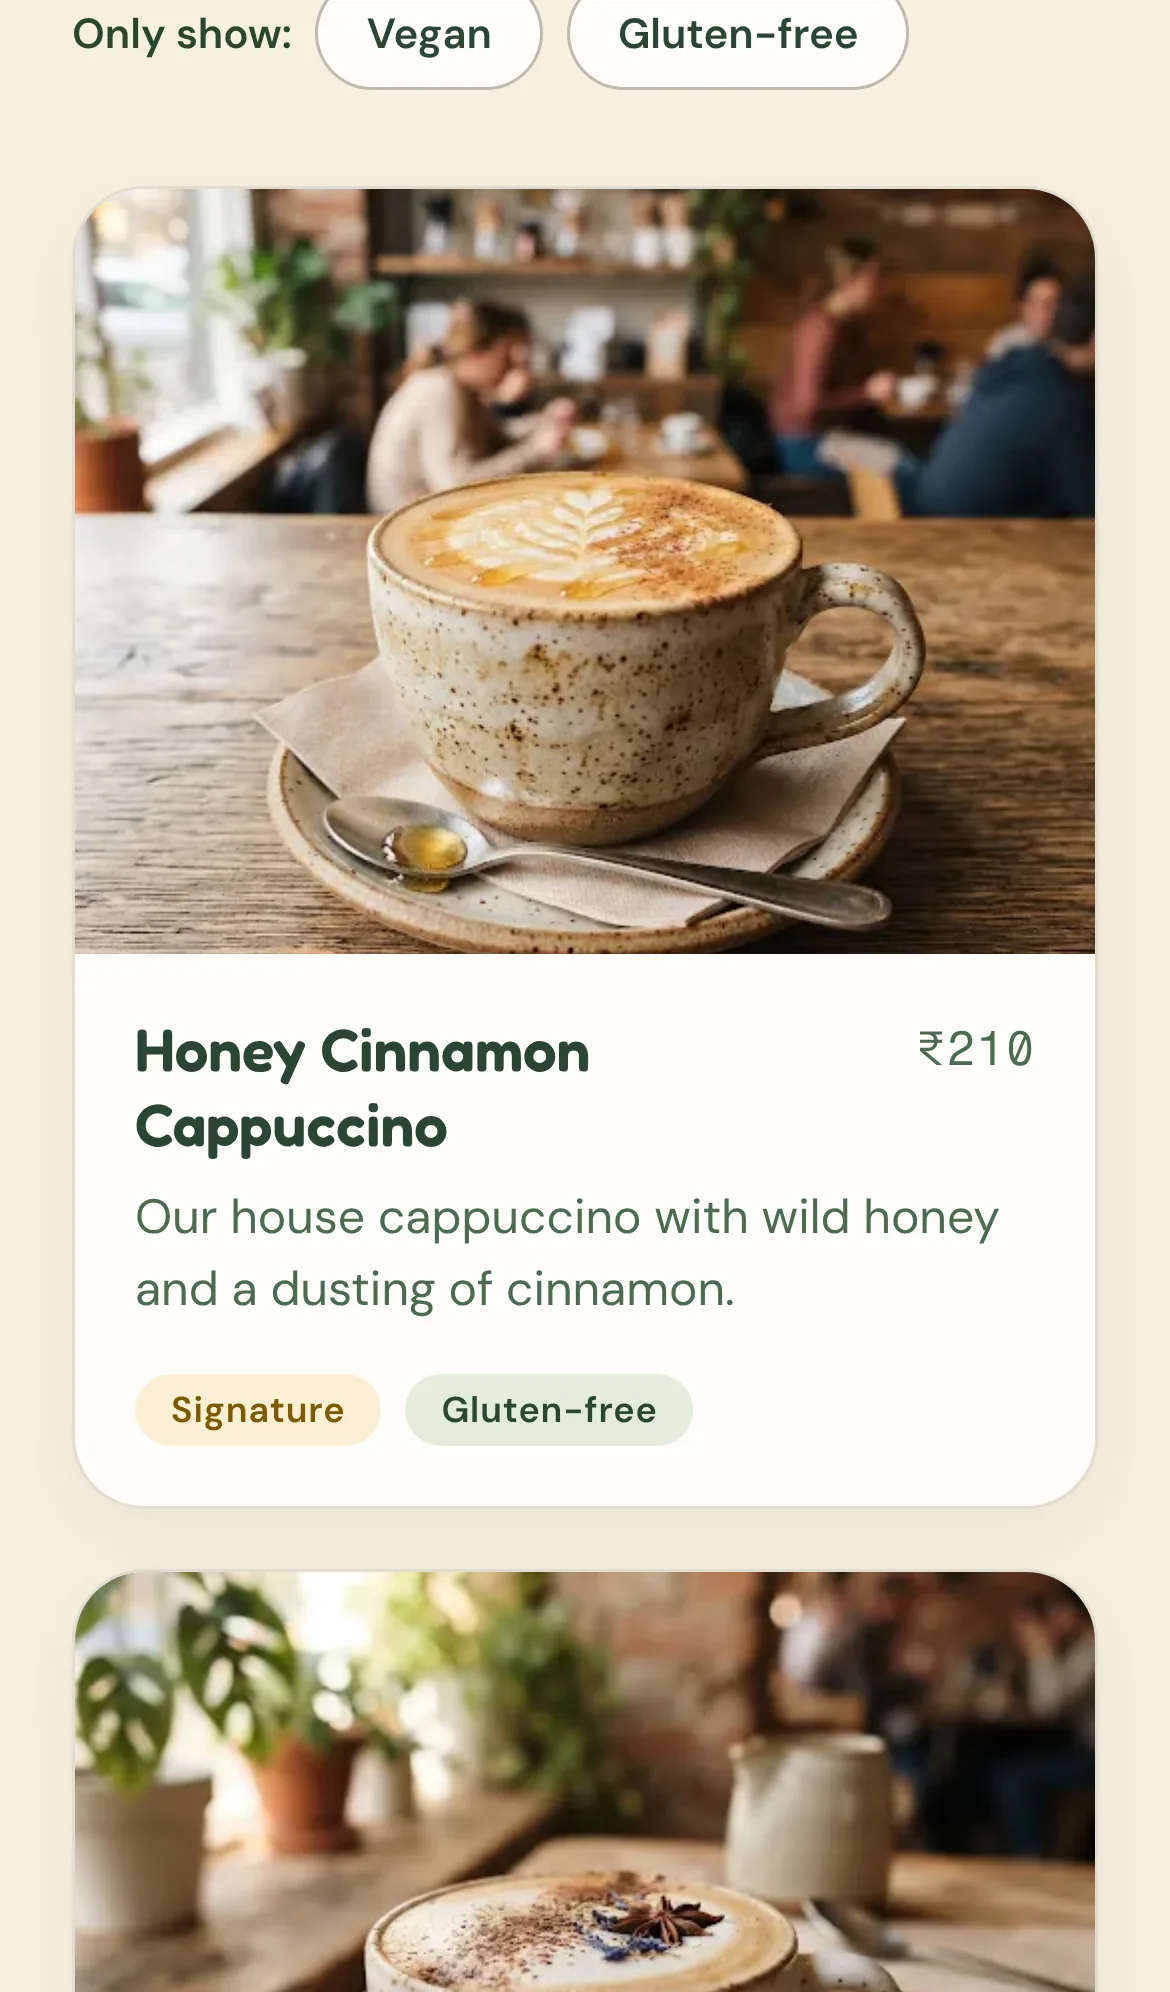 Only show: Vegan Gluten-free
Honey Cinnamon ₹210
Cappuccino
Our house cappuccino with wild honey
and a dusting of cinnamon.
Signature Gluten-free